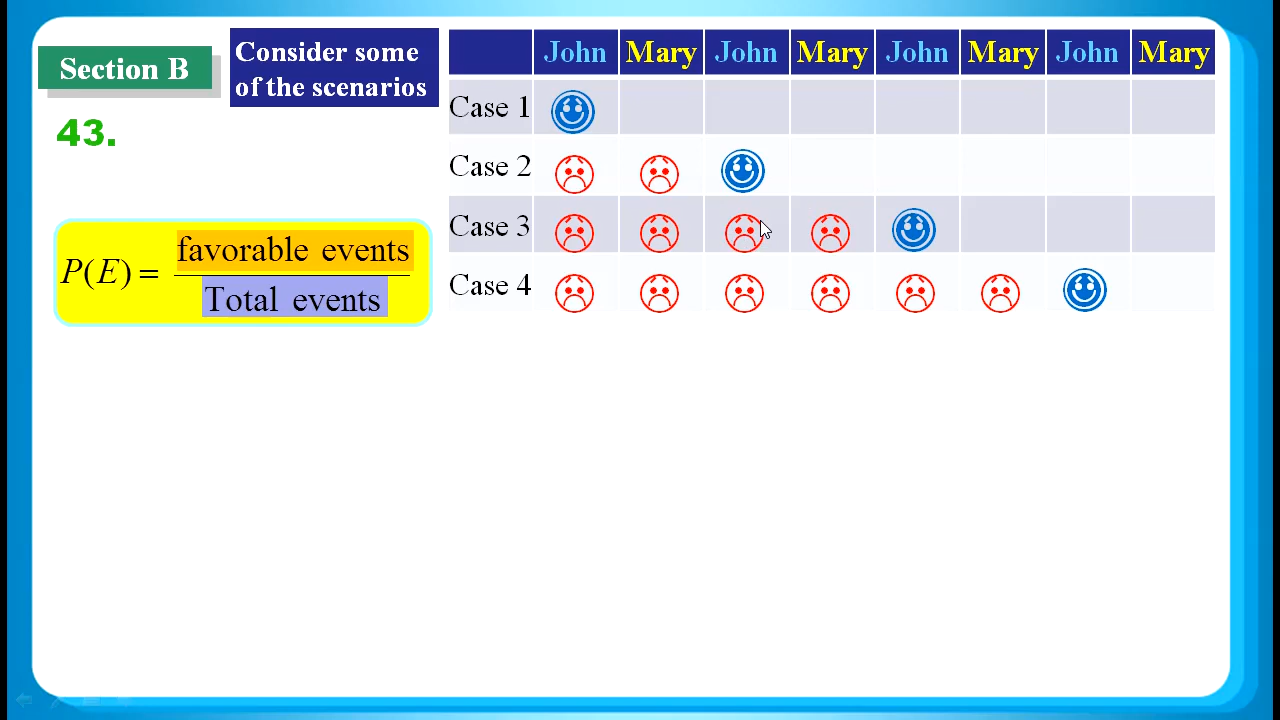 Section B
Consider some
of the scenarios
43.
P(E) = favorable events
Total events
John Mary John Mary John Mary John Mary
Case 1
Case 2
Case 3
Case 4